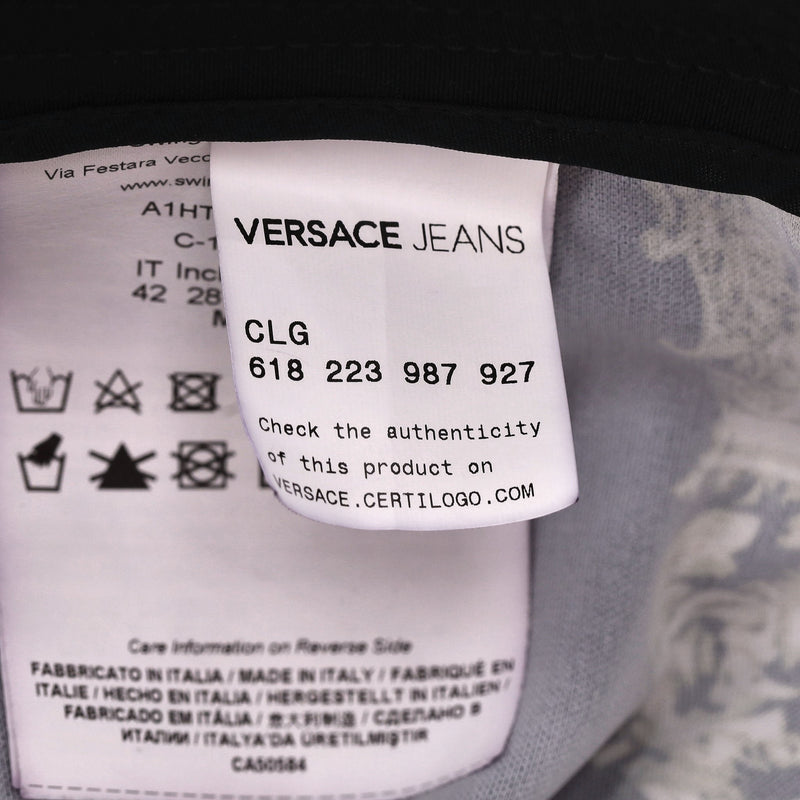 Via Festara Vecc
www.swi
A1HT
C-1
IT Incl
42 28
M
VERSACE JEANS
CLG
618 223 987 927
Check the authenticity
of this product on
VERSACE.CERTILOGO.COM
Care Information on Reverse Side
FABBRICATO IN ITALIA / MADE IN ITALY / FABRIQUÉ EN
ITALIE / HECHO EN ITALIA / HERGESTELLT IN ITALIEN /
FABRICADO EM ITÁLIA / 意大利制造 / СДЕЛАНО В
ИТАЛИИ / ITALYA'DA ÜRETILMIŞTIR
CA50584